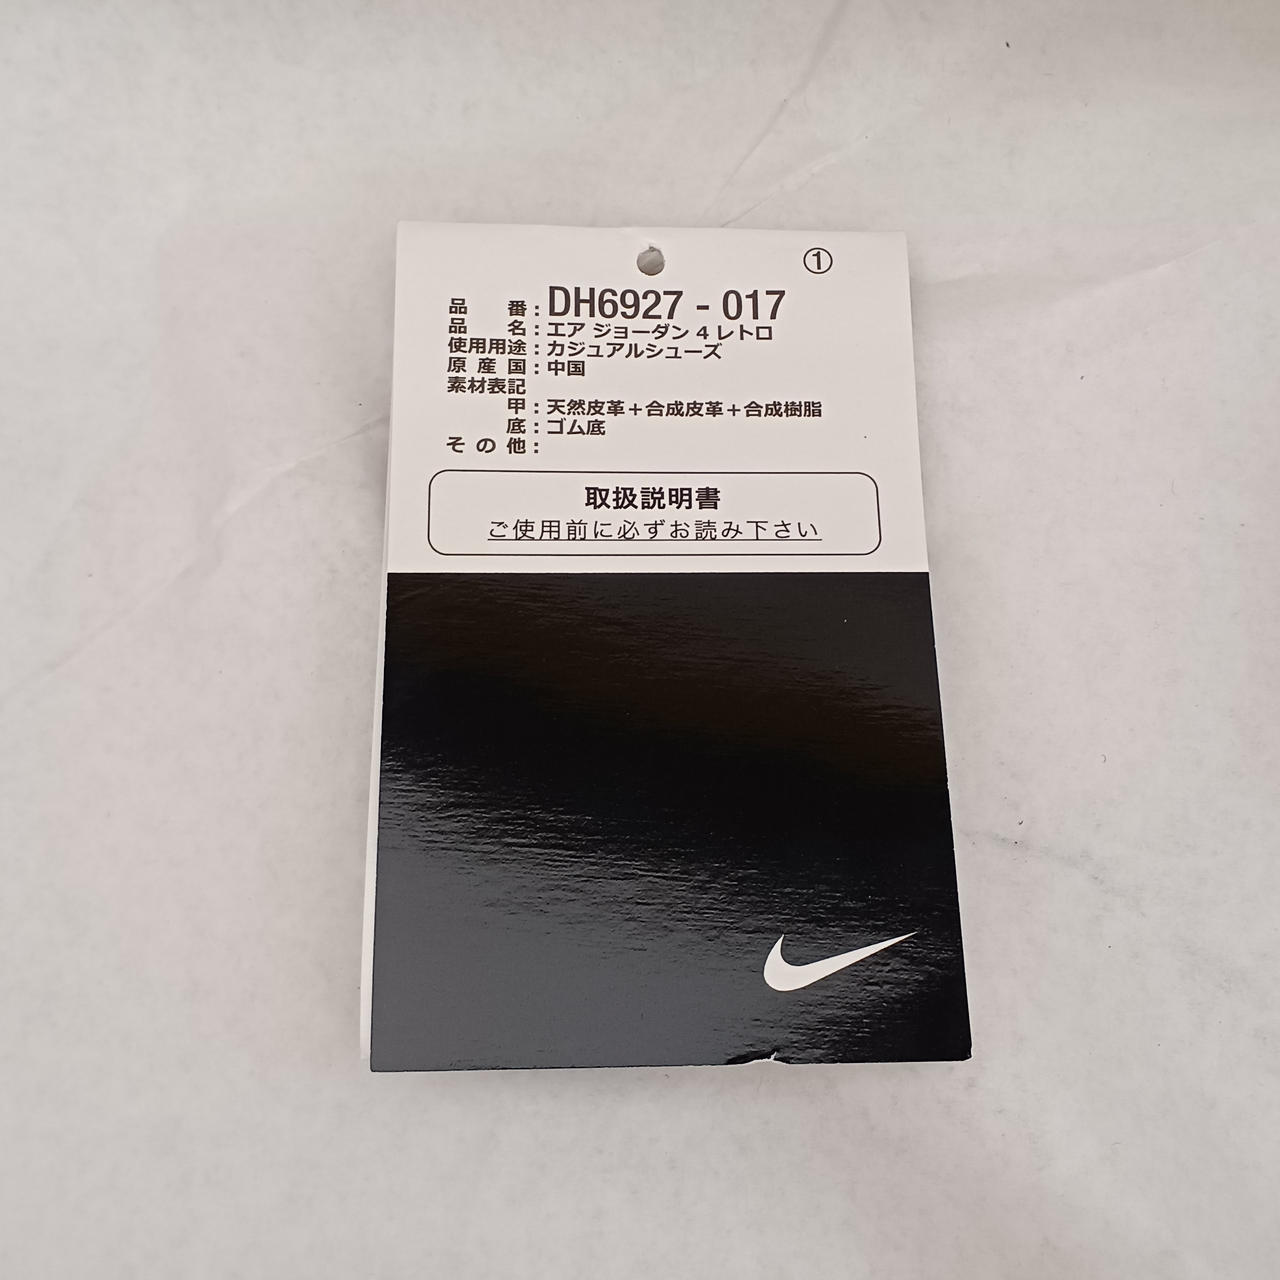 ①
品番：DH6927 - 017
品名：エア ジョーダン 4 レトロ
使用用途：カジュアルシューズ
原産国：中国
素材表記
甲：天然皮革＋合成皮革＋合成樹脂
底：ゴム底
その他：
取扱説明書
ご使用前に必ずお読み下さい